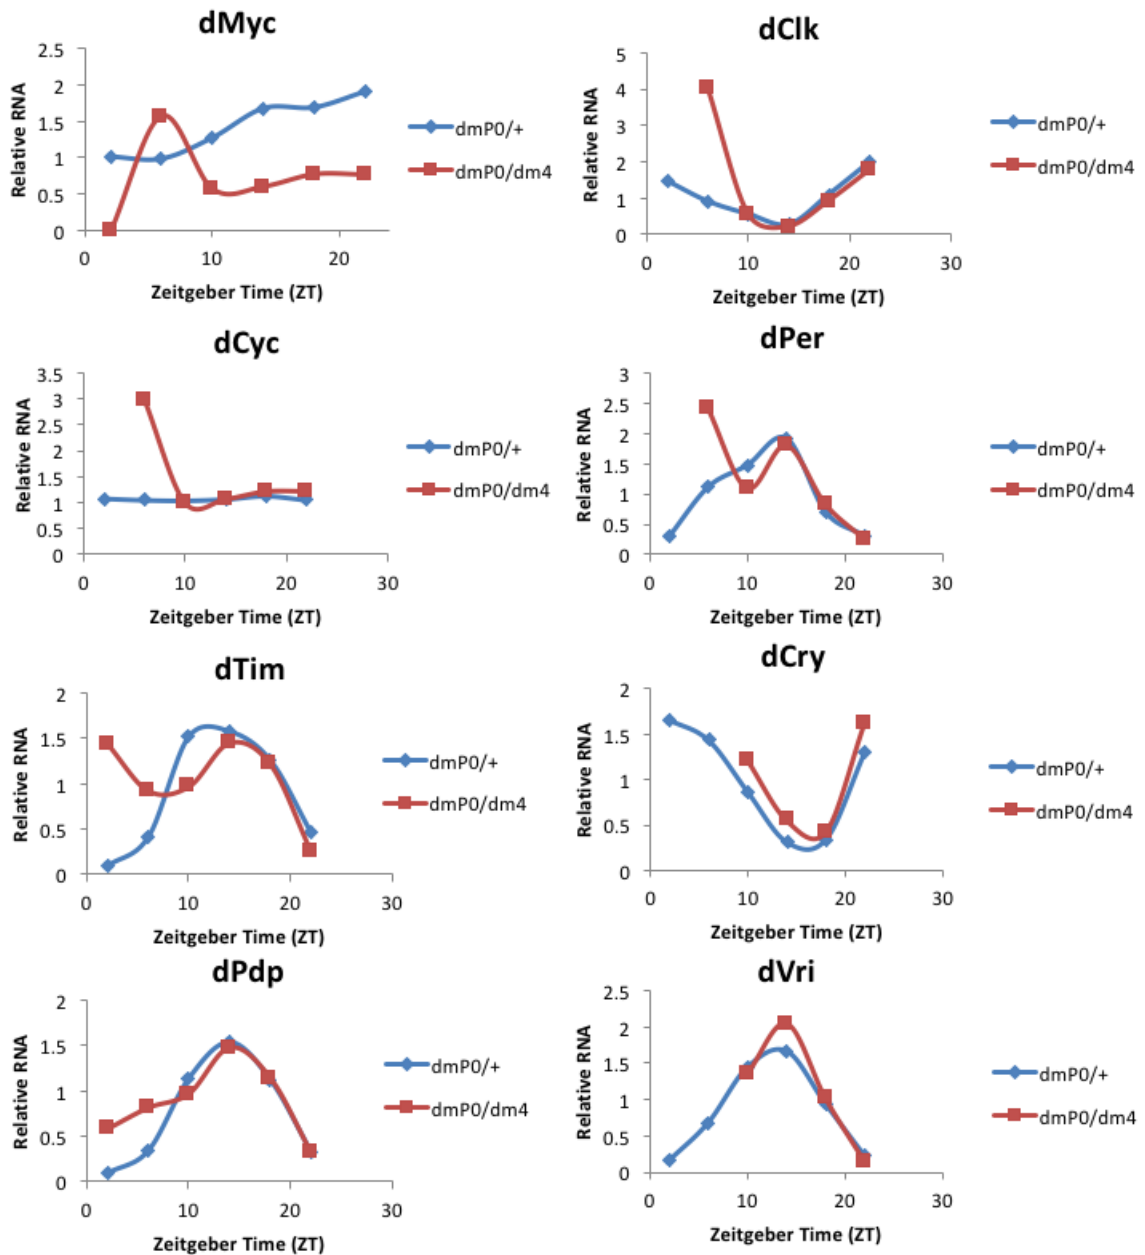 dMyc
Relative RNA
2.5
2
1.5
1
0.5
0
0 10 20
Zeitgeber Time (ZT)
dmP0/+
dmP0/dm4
dClk
Relative RNA
5
4
3
2
1
0
0 10 20 30
Zeitgeber Time (ZT)
dmP0/+
dmP0/dm4
dCyc
Relative RNA
3.5
3
2.5
2
1.5
1
0.5
0
0 10 20 30
Zeitgeber Time (ZT)
dmP0/+
dmP0/dm4
dPer
Relative RNA
3
2.5
2
1.5
1
0.5
0
0 10 20 30
Zeitgeber Time (ZT)
dmP0/+
dmP0/dm4
dTim
Relative RNA
2
1.5
1
0.5
0
0 10 20 30
Zeitgeber Time (ZT)
dmP0/+
dmP0/dm4
dCry
Relative RNA
2
1.5
1
0.5
0
0 10 20 30
Zeitgeber Time (ZT)
dmP0/+
dmP0/dm4
dPdp
Relative RNA
2
1.5
1
0.5
0
0 10 20 30
Zeitgeber Time (ZT)
dmP0/+
dmP0/dm4
dVri
Relative RNA
2.5
2
1.5
1
0.5
0
0 10 20 30
Zeitgeber Time (ZT)
dmP0/+
dmP0/dm4